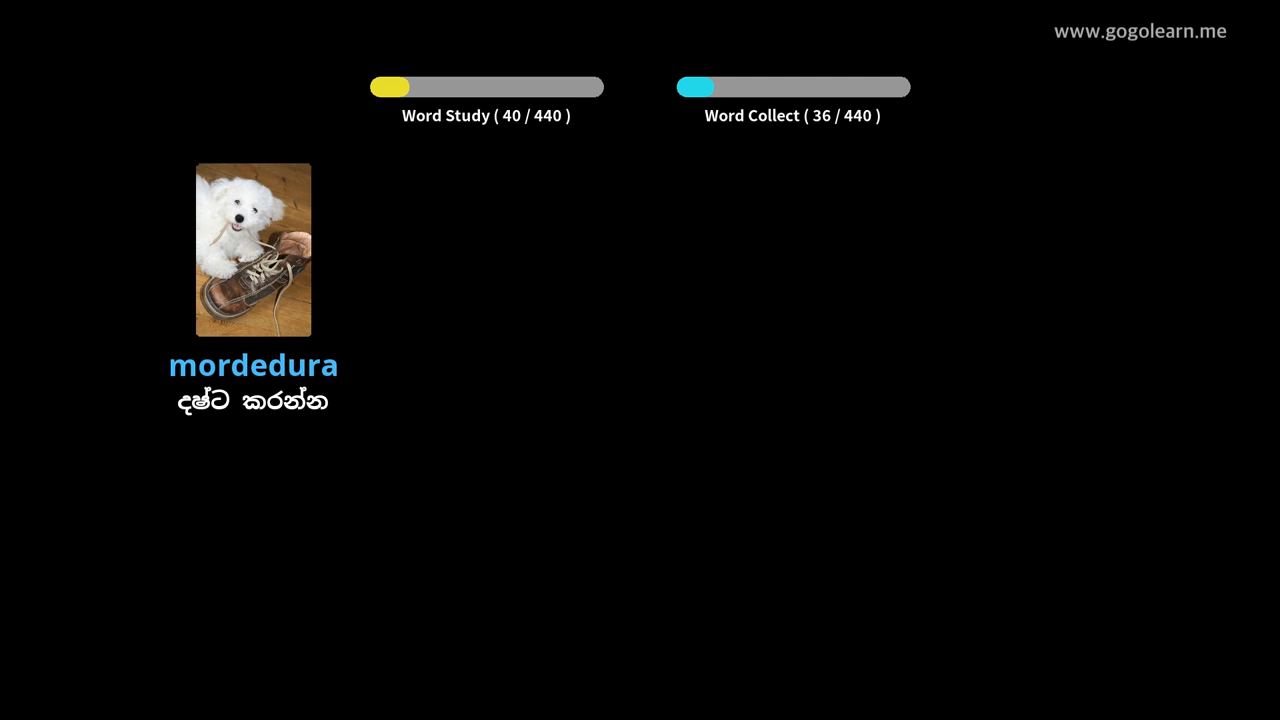 www.gogolearn.me
Word Study ( 40 / 440 )
Word Collect ( 36 / 440 )
mordedura
දෂ්ට කරන්න